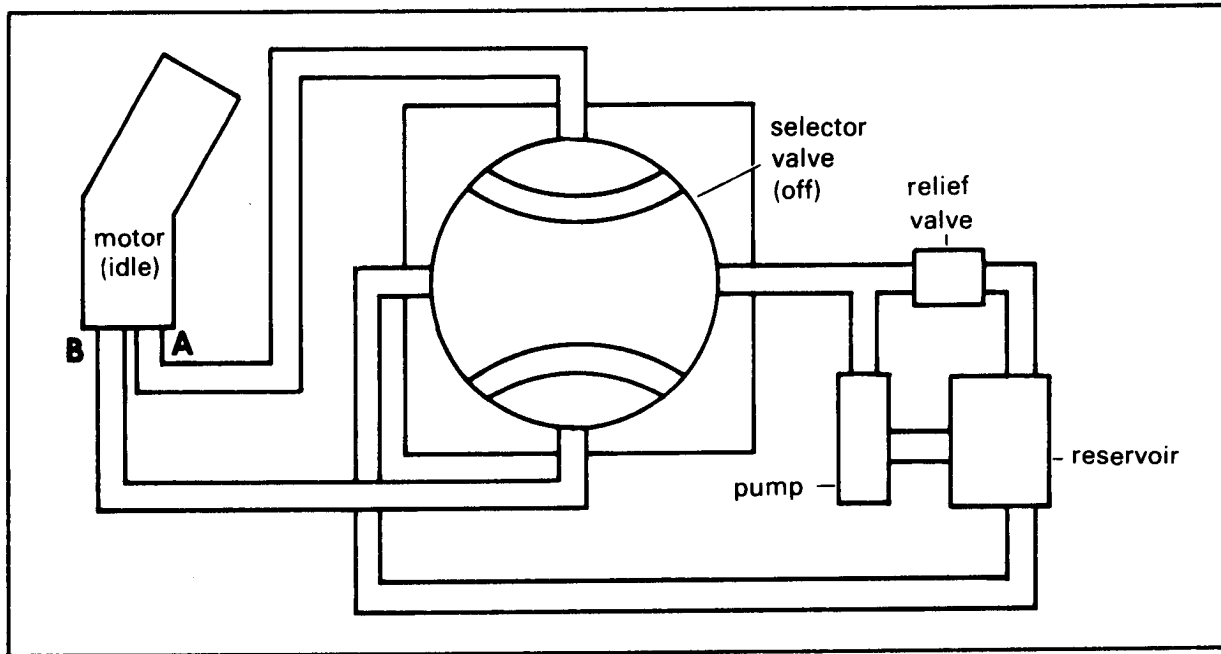 selector
valve
(off)
relief
valve
motor
(idle)
B
A
reservoir
pump